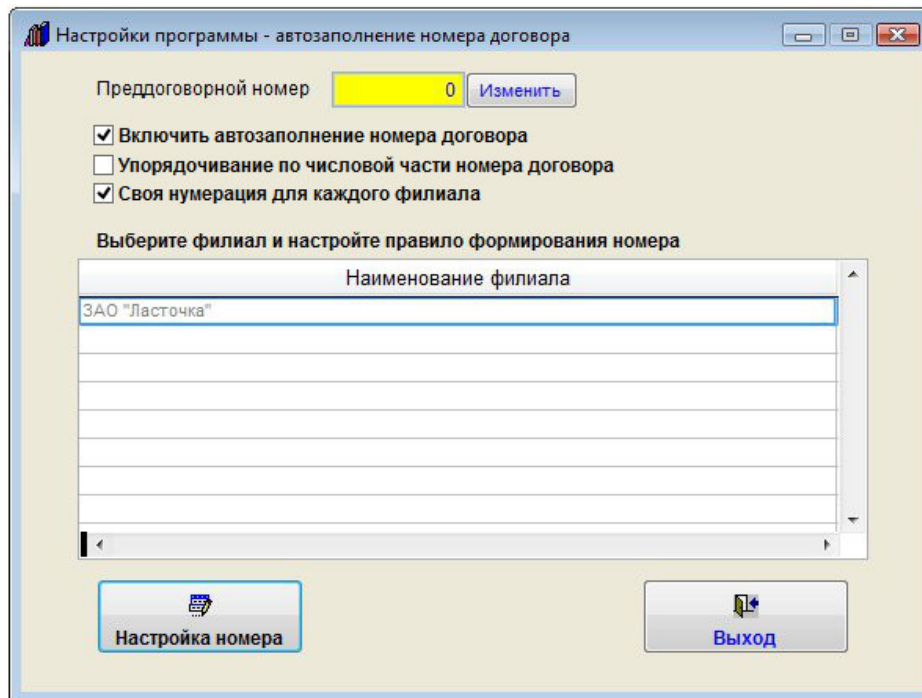 Настройки программы - автозаполнение номера договора
Преддоговорной номер 0 Изменить
Включить автозаполнение номера договора
Упорядочивание по числовой части номера договора
Своя нумерация для каждого филиала
Выберите филиал и настройте правило формирования номера
Наименование филиала
ЗАО "Ласточка"
Настройка номера Выход